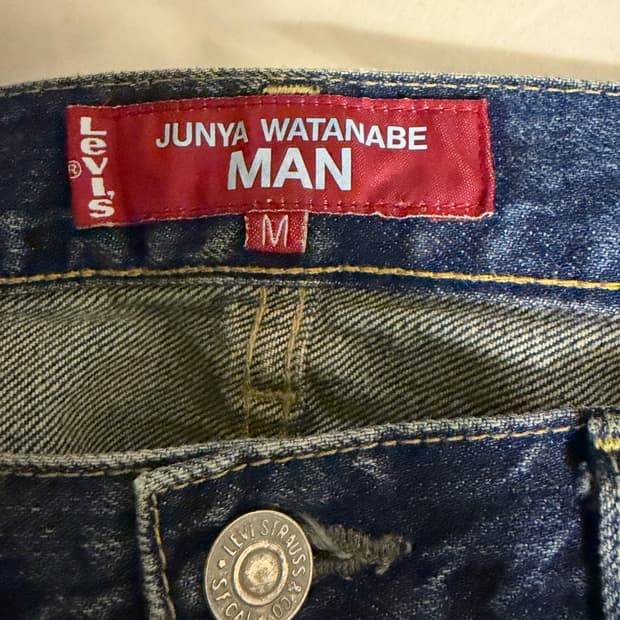 Levi's
®
JUNYA WATANABE
MAN
M
LEVI STRAUSS & CO
S.F.CAL